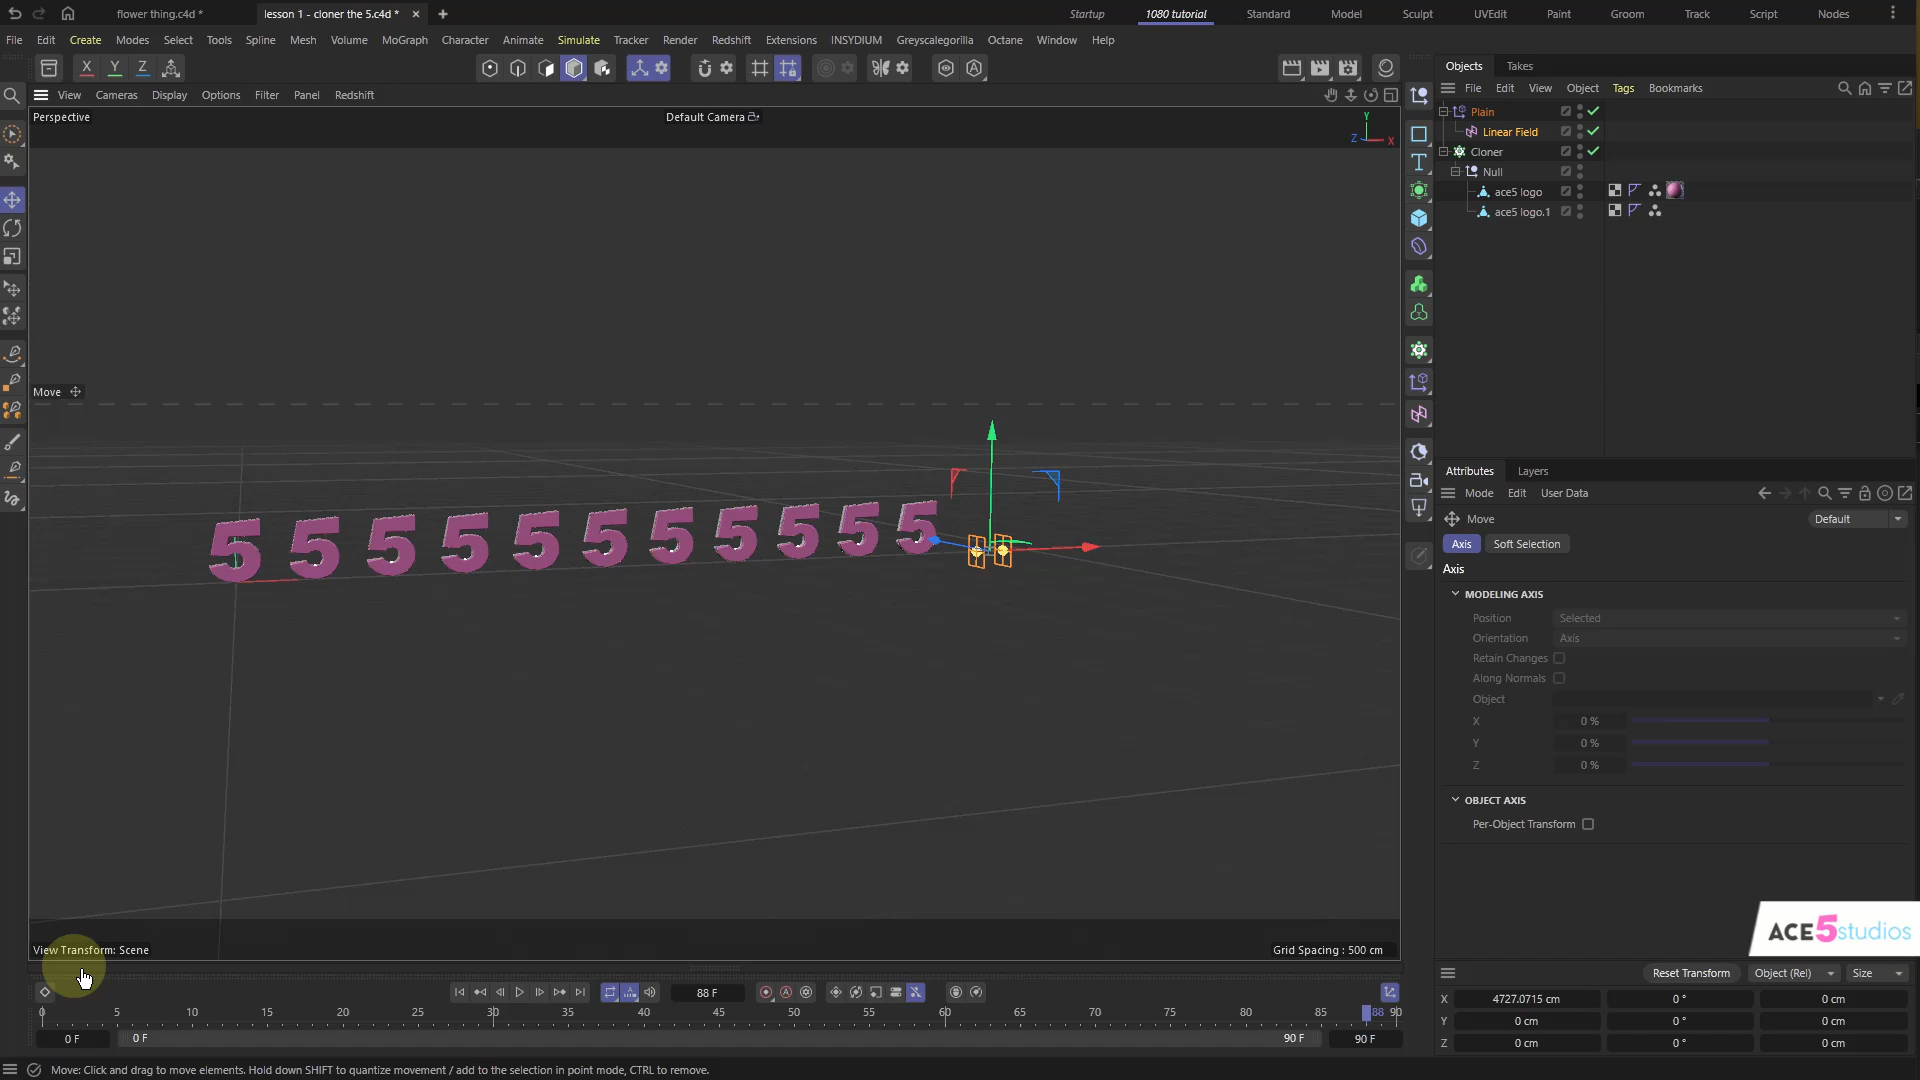 flower thing.c4d *
lesson 1 - cloner the 5.c4d *
Startup
1080 tutorial
Standard
Model
Sculpt
UVEdit
Paint
Groom
Track
Script
Nodes
File Edit Create Modes Select Tools Spline Mesh Volume MoGraph Character Animate Simulate Tracker Render Redshift Extensions INSYDIUM Greyscalegorilla Octane Window Help
X Y Z
Objects Takes
View Cameras Display Options Filter Panel Redshift
File Edit View Object Tags Bookmarks
Perspective
Default Camera
Y
Z X
Plain
Linear Field
Cloner
Null
ace5 logo
ace5 logo.1
Move
5 5 5 5 5 5 5 5 5 5 5
Attributes Layers
Mode Edit User Data
Move
Default
Axis Soft Selection
Axis
MODELING AXIS
Position Selected
Orientation Axis
Retain Changes
Along Normals
Object
X 0 %
Y 0 %
Z 0 %
OBJECT AXIS
Per-Object Transform
ACE5studios
View Transform: Scene
Grid Spacing : 500 cm
88 F
Reset Transform Object (Rel) Size
0 5 10 15 20 25 30 35 40 45 50 55 60 65 70 75 80 85 88 90
0 F 0 F 90 F 90 F
X 4727.0715 cm 0 ° 0 cm
Y 0 cm 0 ° 0 cm
Z 0 cm 0 ° 0 cm
Move: Click and drag to move elements. Hold down SHIFT to quantize movement / add to the selection in point mode, CTRL to remove.